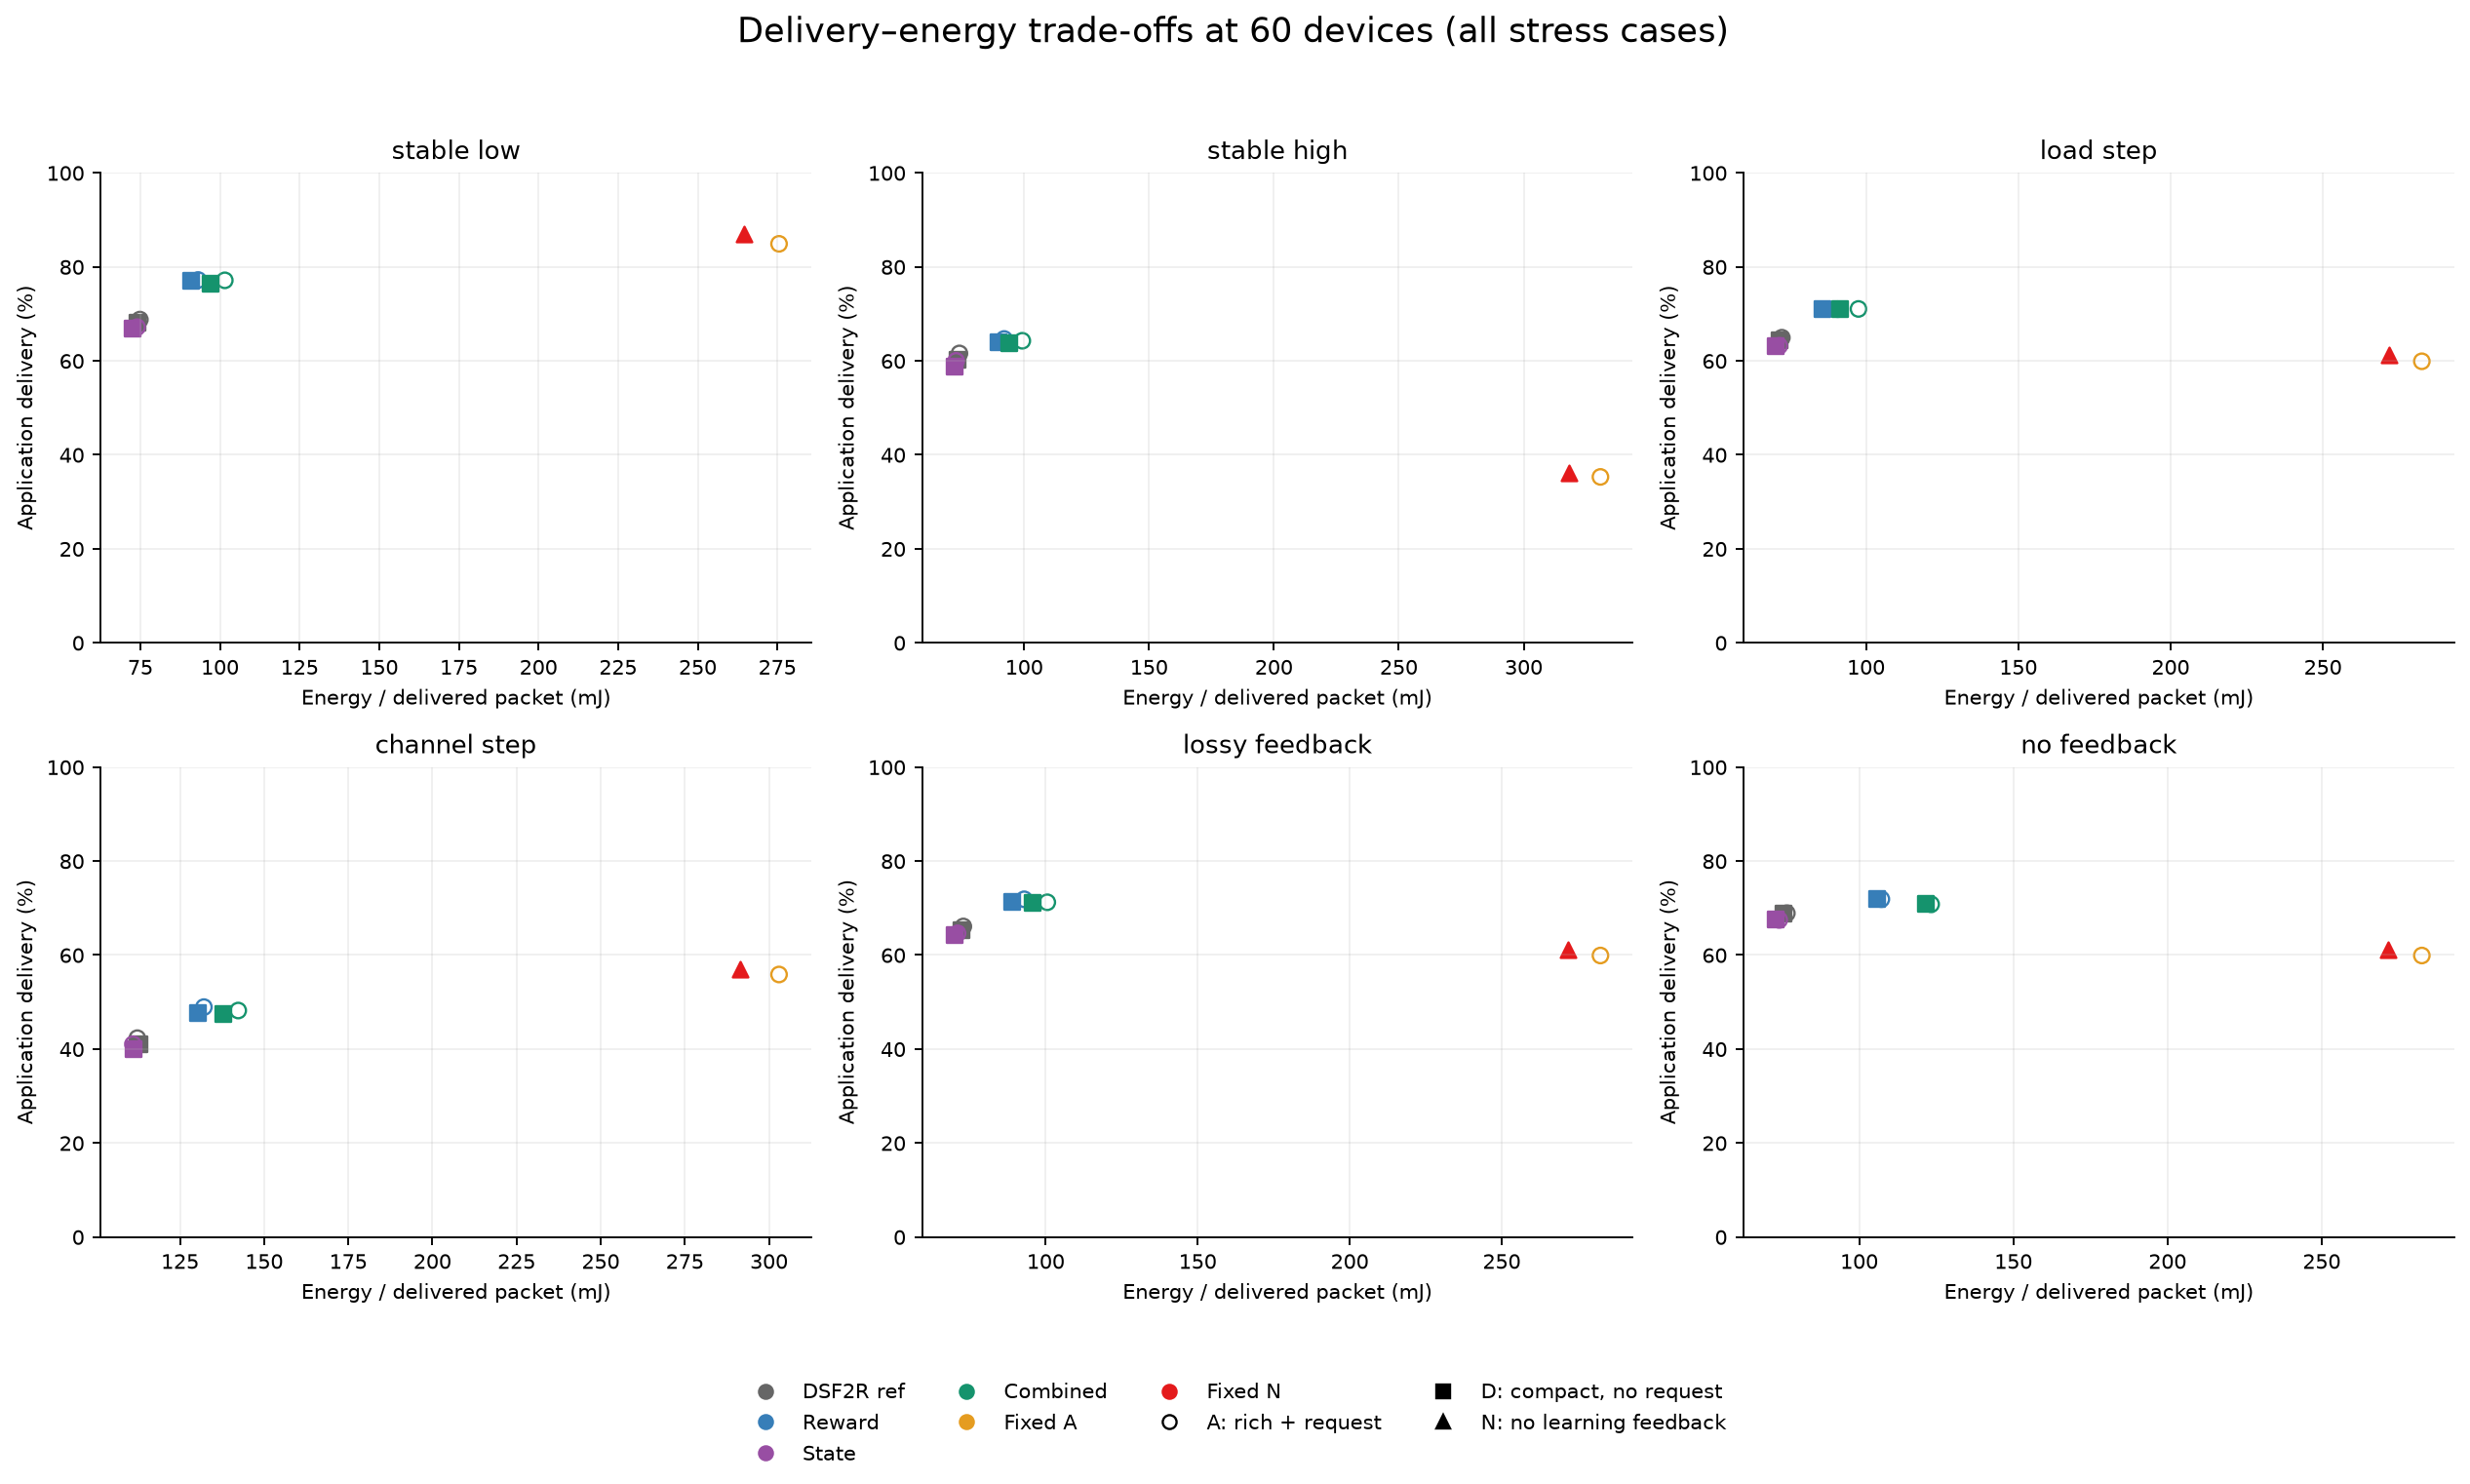 Delivery–energy trade-offs at 60 devices (all stress cases)
stable low
100
80
60
40
20
0
Application delivery (%)
75 100 125 150 175 200 225 250 275
Energy / delivered packet (mJ)
stable high
100
80
60
40
20
0
Application delivery (%)
100 150 200 250 300
Energy / delivered packet (mJ)
load step
100
80
60
40
20
0
Application delivery (%)
100 150 200 250
Energy / delivered packet (mJ)
channel step
100
80
60
40
20
0
Application delivery (%)
125 150 175 200 225 250 275 300
Energy / delivered packet (mJ)
lossy feedback
100
80
60
40
20
0
Application delivery (%)
100 150 200 250
Energy / delivered packet (mJ)
no feedback
100
80
60
40
20
0
Application delivery (%)
100 150 200 250
Energy / delivered packet (mJ)
DSF2R ref
Reward
State
Combined
Fixed A
Fixed N
A: rich + request
D: compact, no request
N: no learning feedback